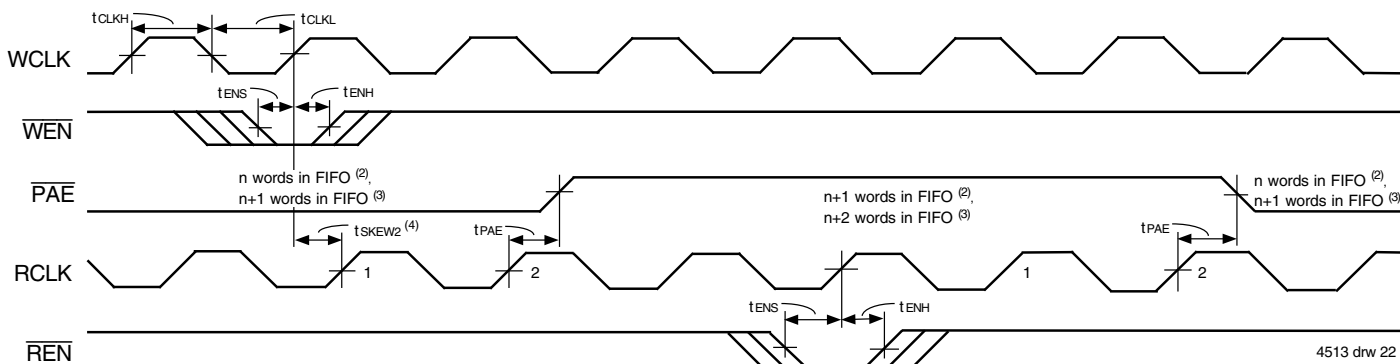 tCLKH
tCLKL
WCLK
tENS
tENH
WEN
PAE
n words in FIFO (2),
n+1 words in FIFO (3)
n+1 words in FIFO (2),
n+2 words in FIFO (3)
n words in FIFO (2),
n+1 words in FIFO (3)
tSKEW2 (4)
tPAE
tPAE
RCLK
1
2
1
2
tENS
tENH
REN
4513 drw 22